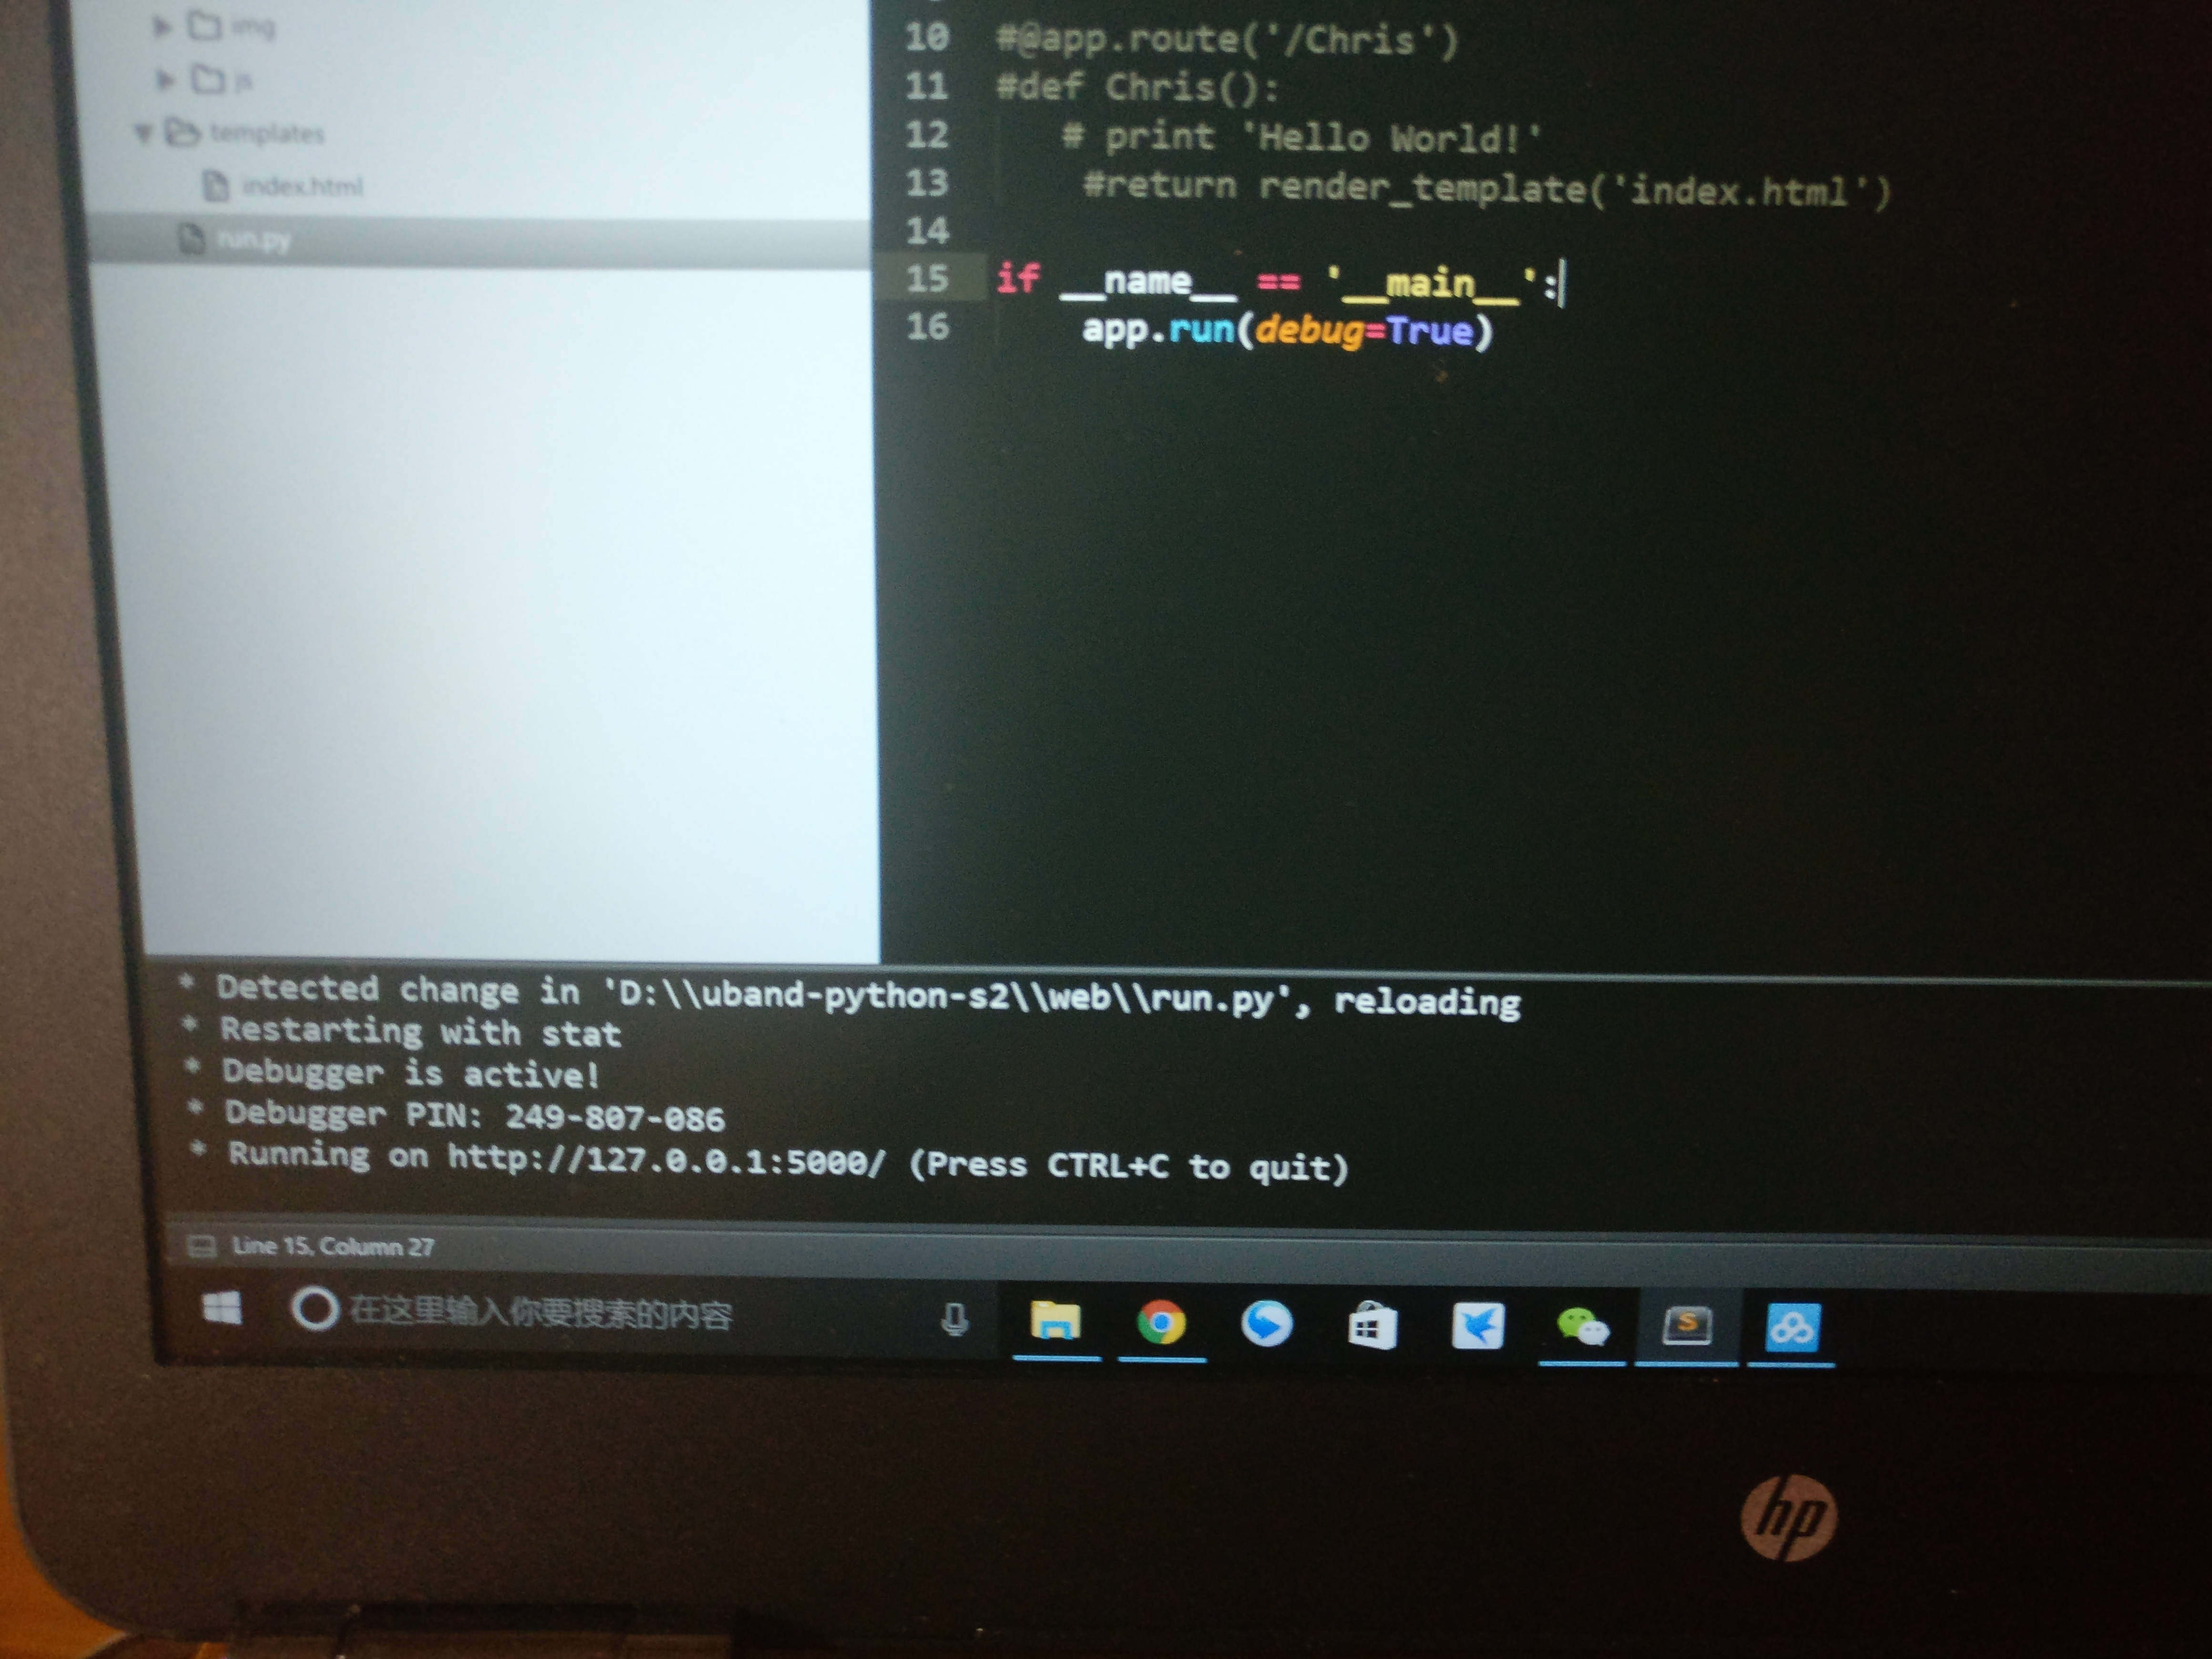 img
js
templates
index.html
run.py
10 #@app.route('/Chris')
11 #def Chris():
12 # print 'Hello World!'
13 #return render_template('index.html')
14
15 if __name__ == '__main__':
16 app.run(debug=True)
* Detected change in 'D:\\uband-python-s2\\web\\run.py', reloading
* Restarting with stat
* Debugger is active!
* Debugger PIN: 249-807-086
* Running on http://127.0.0.1:5000/ (Press CTRL+C to quit)
Line 15, Column 27
在这里输入你要搜索的内容
S
hp